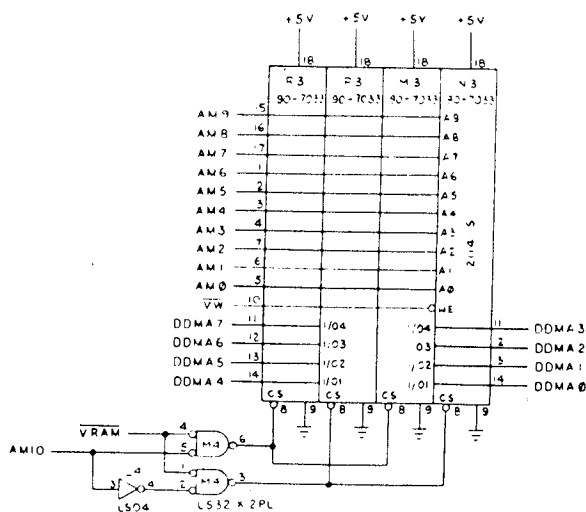 +5V +5V +5V +5V
18 18 18 18
R3 P3 M3 N3
90-7033 90-7033 90-7033 90-7033
AM9 15 A9
AM8 16 A8
AM7 17 A7
AM6 1 A6
AM5 2 A5
AM4 3 A4
AM3 4 A3
AM2 7 A2
AM1 6 A1
AMØ 5 AØ
2114 S
VW 10 WE
DDMA7 11 I/O4 I/O4 11 DDMA3
DDMA6 12 I/O3 O3 2 DDMA2
DDMA5 13 I/O2 I/O2 3 DDMA1
DDMA4 14 I/O1 I/O1 14 DDMAØ
CS CS CS CS
8 9 8 9 8 9 8 9
VRAM 4 M4 6
AM10 5
1 M4 3
3 4 4 2
LS04 LS32 × 2PL